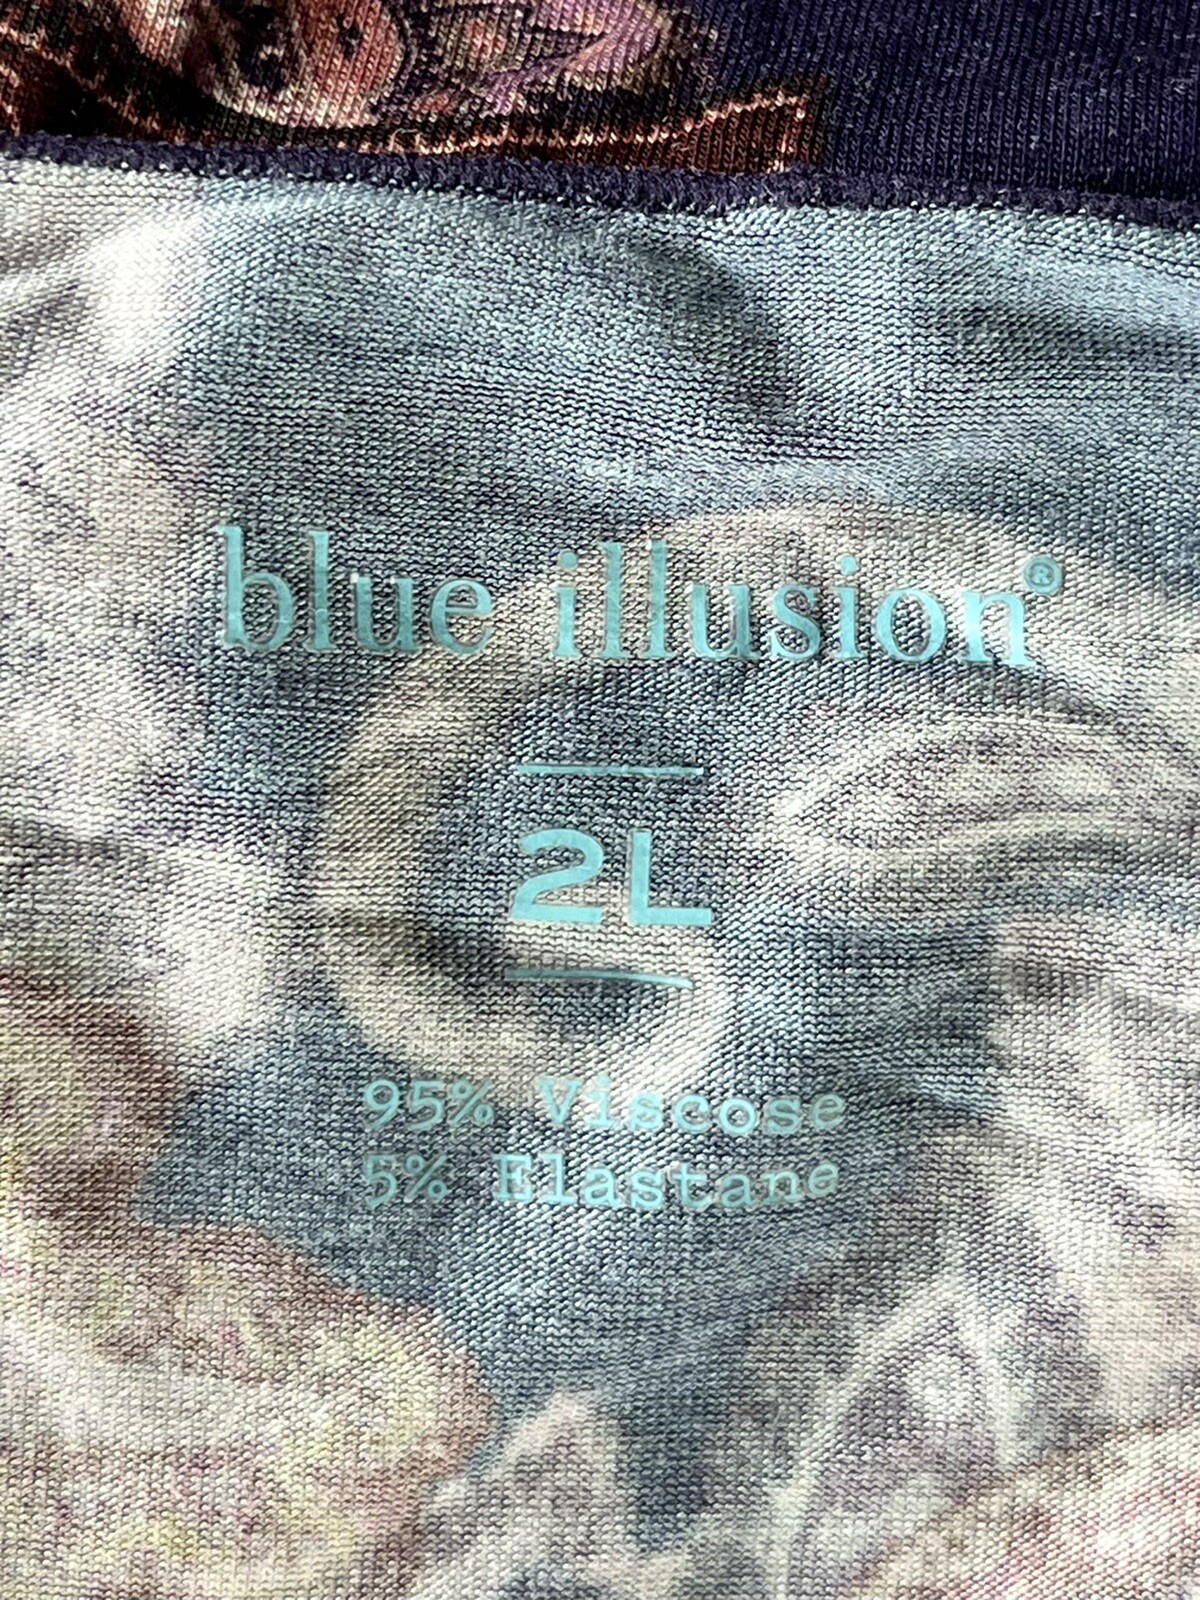 blue illusion®
2L
95% Viscose
5% Elastane